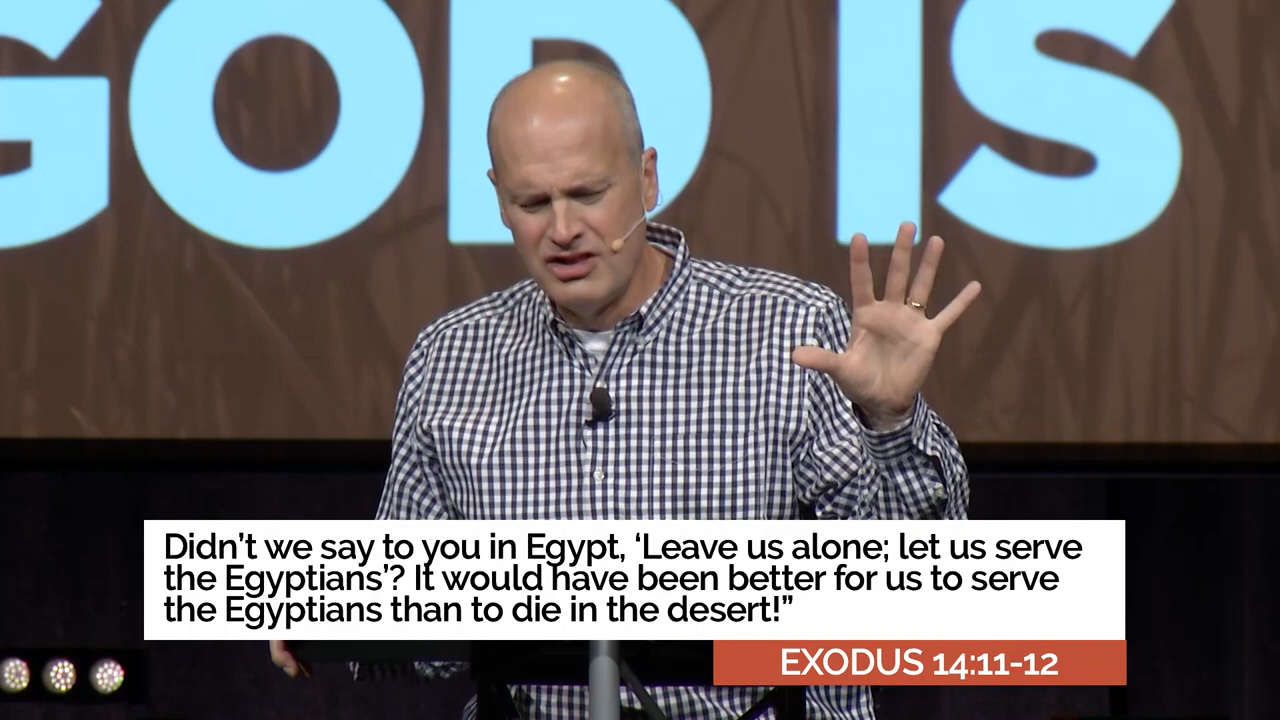 GOD IS
Didn't we say to you in Egypt, ‘Leave us alone; let us serve
the Egyptians’? It would have been better for us to serve
the Egyptians than to die in the desert!”
EXODUS 14:11-12